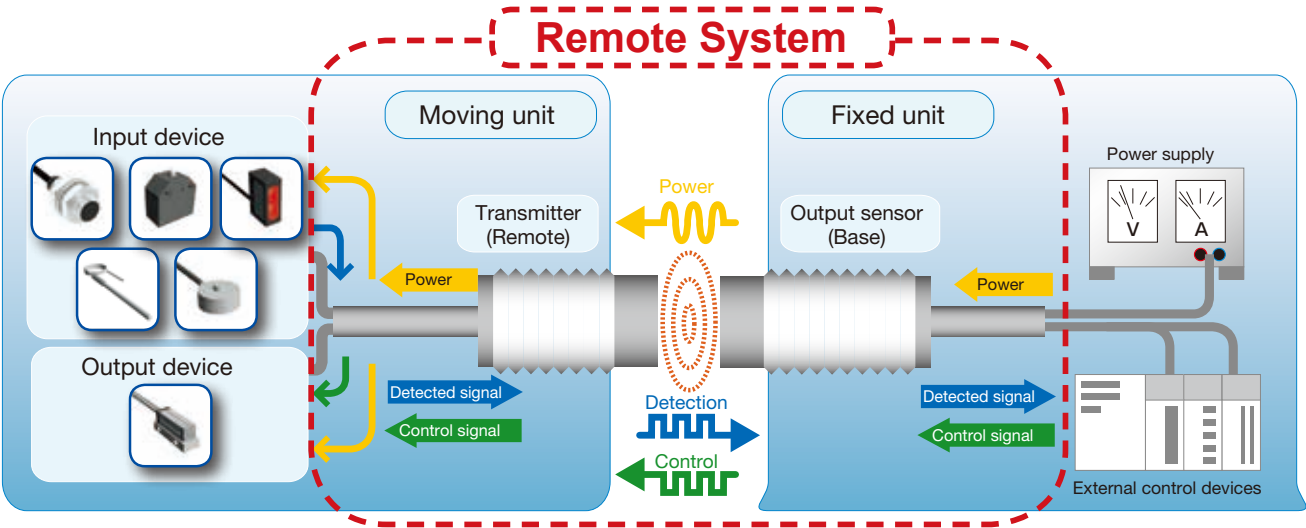 Remote System
Moving unit
Fixed unit
Input device
Power supply
V
A
Power
Transmitter
(Remote)
Output sensor
(Base)
Power
Power
Output device
Detected signal
Control signal
Detection
Control
Detected signal
Control signal
External control devices